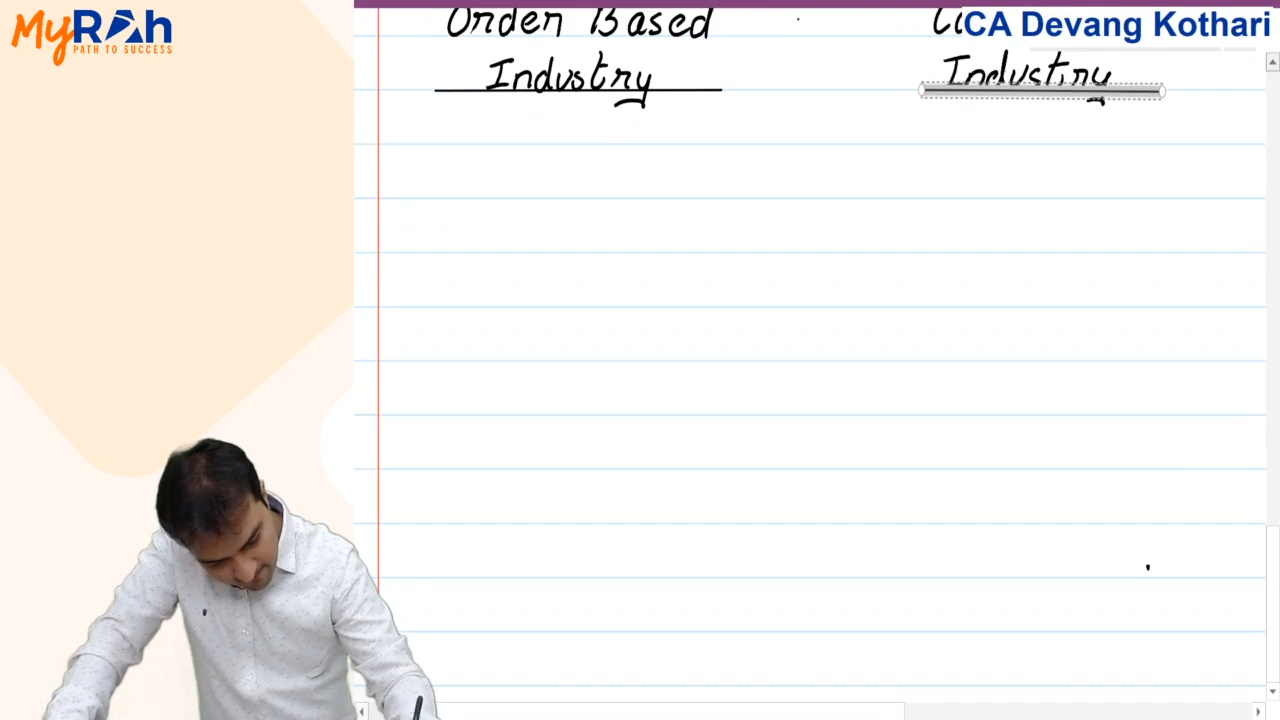 MyRAh
PATH TO SUCCESS
CA Devang Kothari
Order Based
Industry
Industry